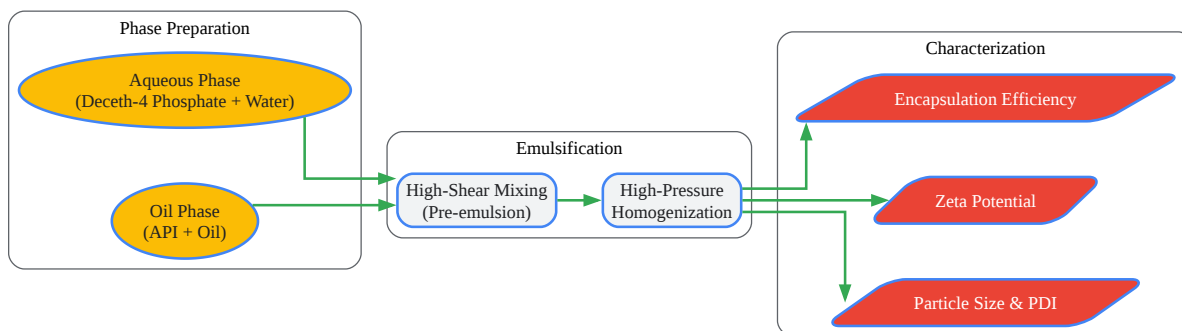 Phase Preparation
Aqueous Phase
(Deceth-4 Phosphate + Water)
Oil Phase
(API + Oil)
Emulsification
High-Shear Mixing
(Pre-emulsion)
High-Pressure
Homogenization
Characterization
Encapsulation Efficiency
Zeta Potential
Particle Size & PDI